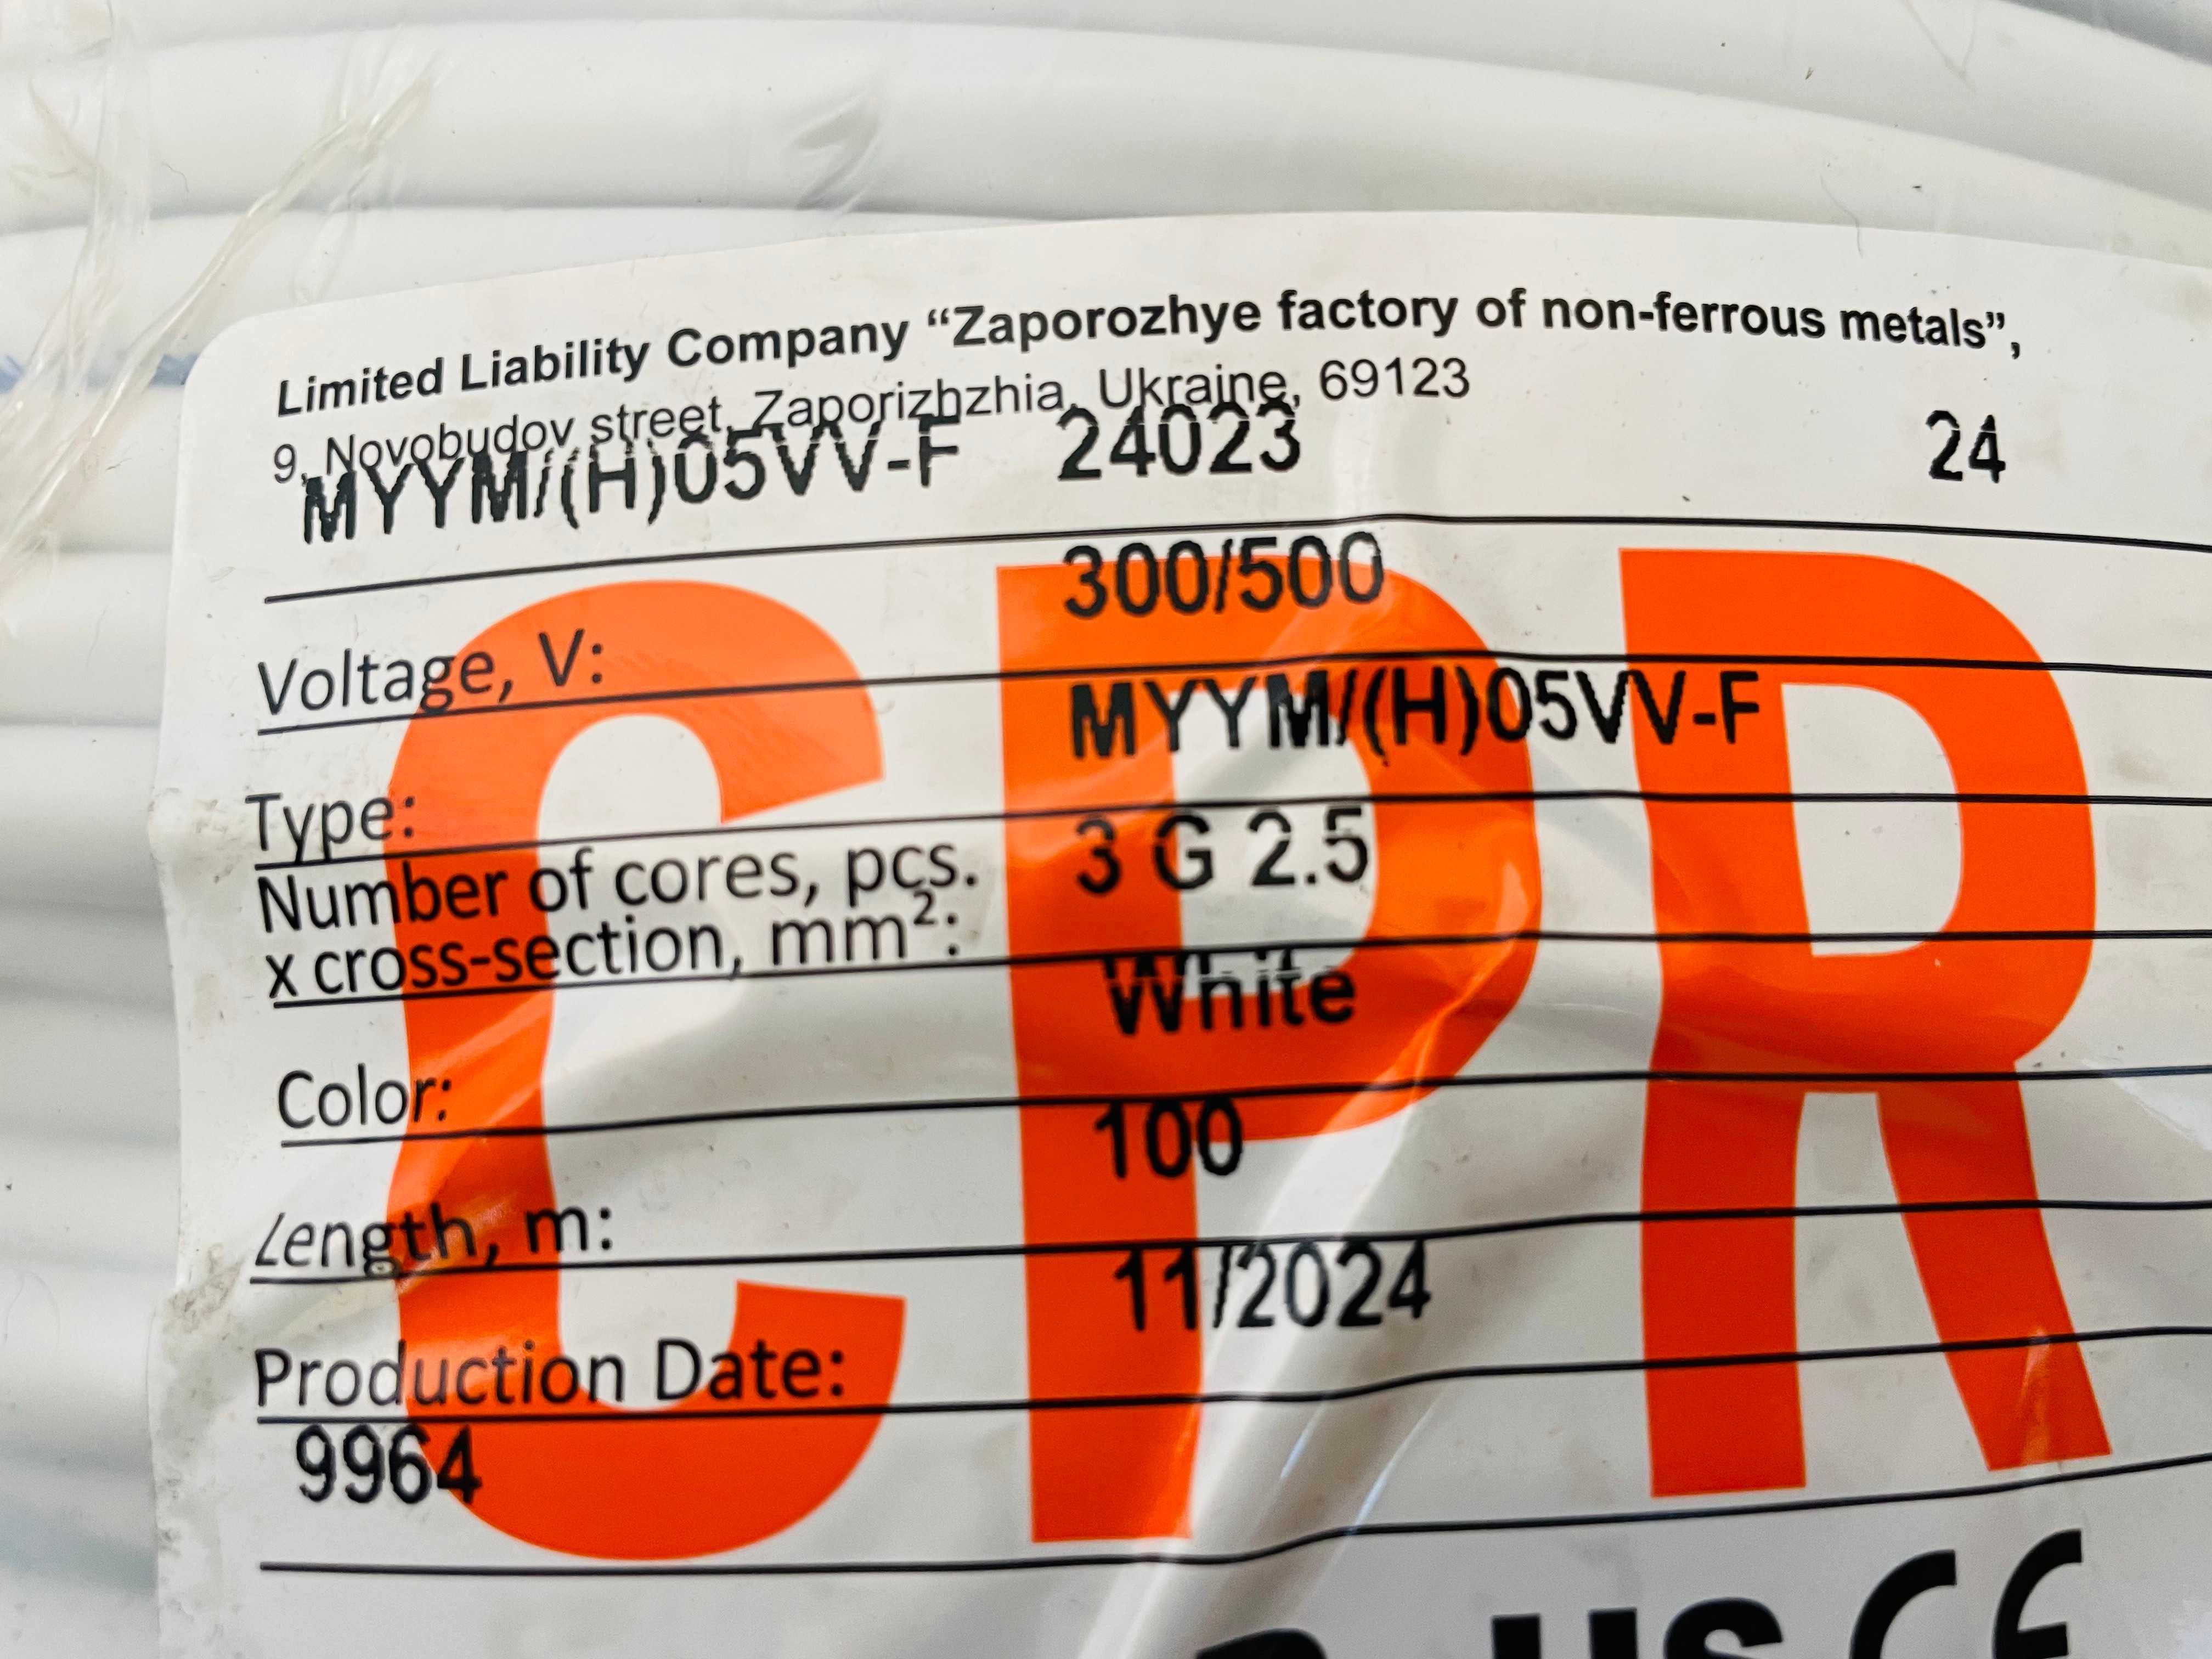 Limited Liability Company “Zaporozhye factory of non-ferrous metals”,
9, Novobudov street, Zaporizhzhia, Ukraine, 69123
MYYM/(H)05VV-F 24023 24
300/500
Voltage, V:
MYYM/(H)05VV-F
Type:
3 G 2.5
Number of cores, pcs.
x cross-section, mm²:
White
Color:
100
Length, m:
11/2024
Production Date:
9964
CPR
CE